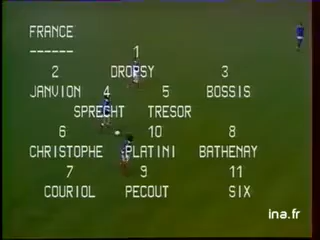 FRANCE
------
1
2 DROPSY 3
JANVION 4 5 BOSSIS
SPRECHT TRESOR
6 10 8
CHRISTOPHE PLATINI BATHENAY
7 9 11
COURIOL PECOUT SIX
ina.fr